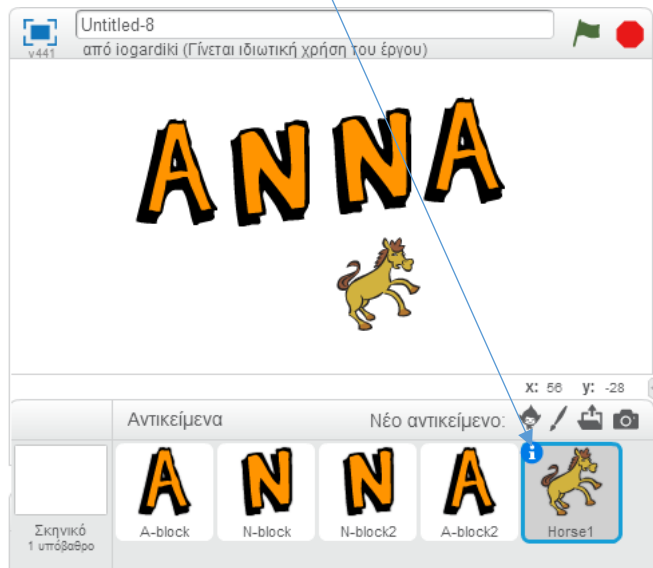 Untitled-8
v441
από iogardiki (Γίνεται ιδιωτική χρήση του έργου)
ANNA
x: 56 y: -28
Αντικείμενα Νέο αντικείμενο:
A N N A i
A-block N-block N-block2 A-block2 Horse1
Σκηνικό
1 υπόβαθρο